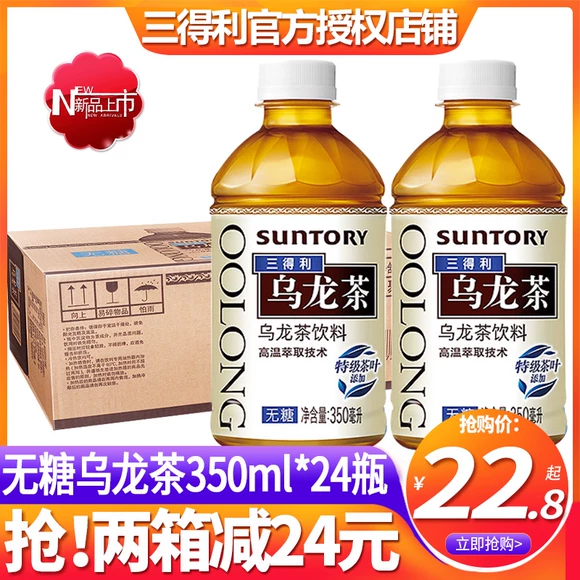 三得利官方授权店铺
NEW
新品上市
NEW ARRIVALS
OOLONG
SUNTORY
三得利
乌龙茶
乌龙茶饮料
高温萃取技术
特级茶叶
添加
无糖
净含量:350毫升
OOLONG
SUNTORY
三得利
乌龙茶
乌龙茶饮料
高温萃取技术
特级茶叶
添加
无糖
350毫升
无糖
向上
易碎物品
怕雨
无糖乌龙茶350ml*24瓶
抢!两箱减24元
抢购价:
¥22.8起
立即抢购>